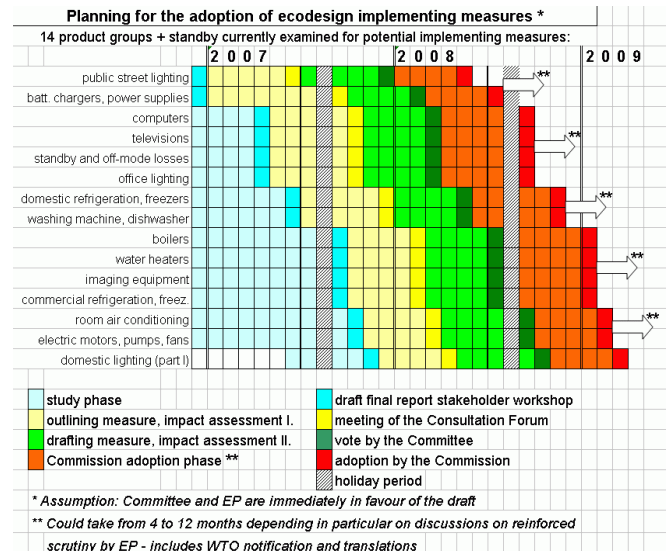 Planning for the adoption of ecodesign implementing measures *
14 product groups + standby currently examined for potential implementing measures:
2007 2008 2009
public street lighting
**
batt. chargers, power supplies
computers
televisions
**
standby and off-mode losses
office lighting
domestic refrigeration, freezers
**
washing machine, dishwasher
boilers
water heaters
**
imaging equipment
commercial refrigeration, freez.
room air conditioning
**
electric motors, pumps, fans
domestic lighting (part I)
study phase
draft final report stakeholder workshop
outlining measure, impact assessment I.
meeting of the Consultation Forum
drafting measure, impact assessment II.
vote by the Committee
Commission adoption phase **
adoption by the Commission
holiday period
* Assumption: Committee and EP are immediately in favour of the draft
** Could take from 4 to 12 months depending in particular on discussions on reinforced
scrutiny by EP - includes WTO notification and translations